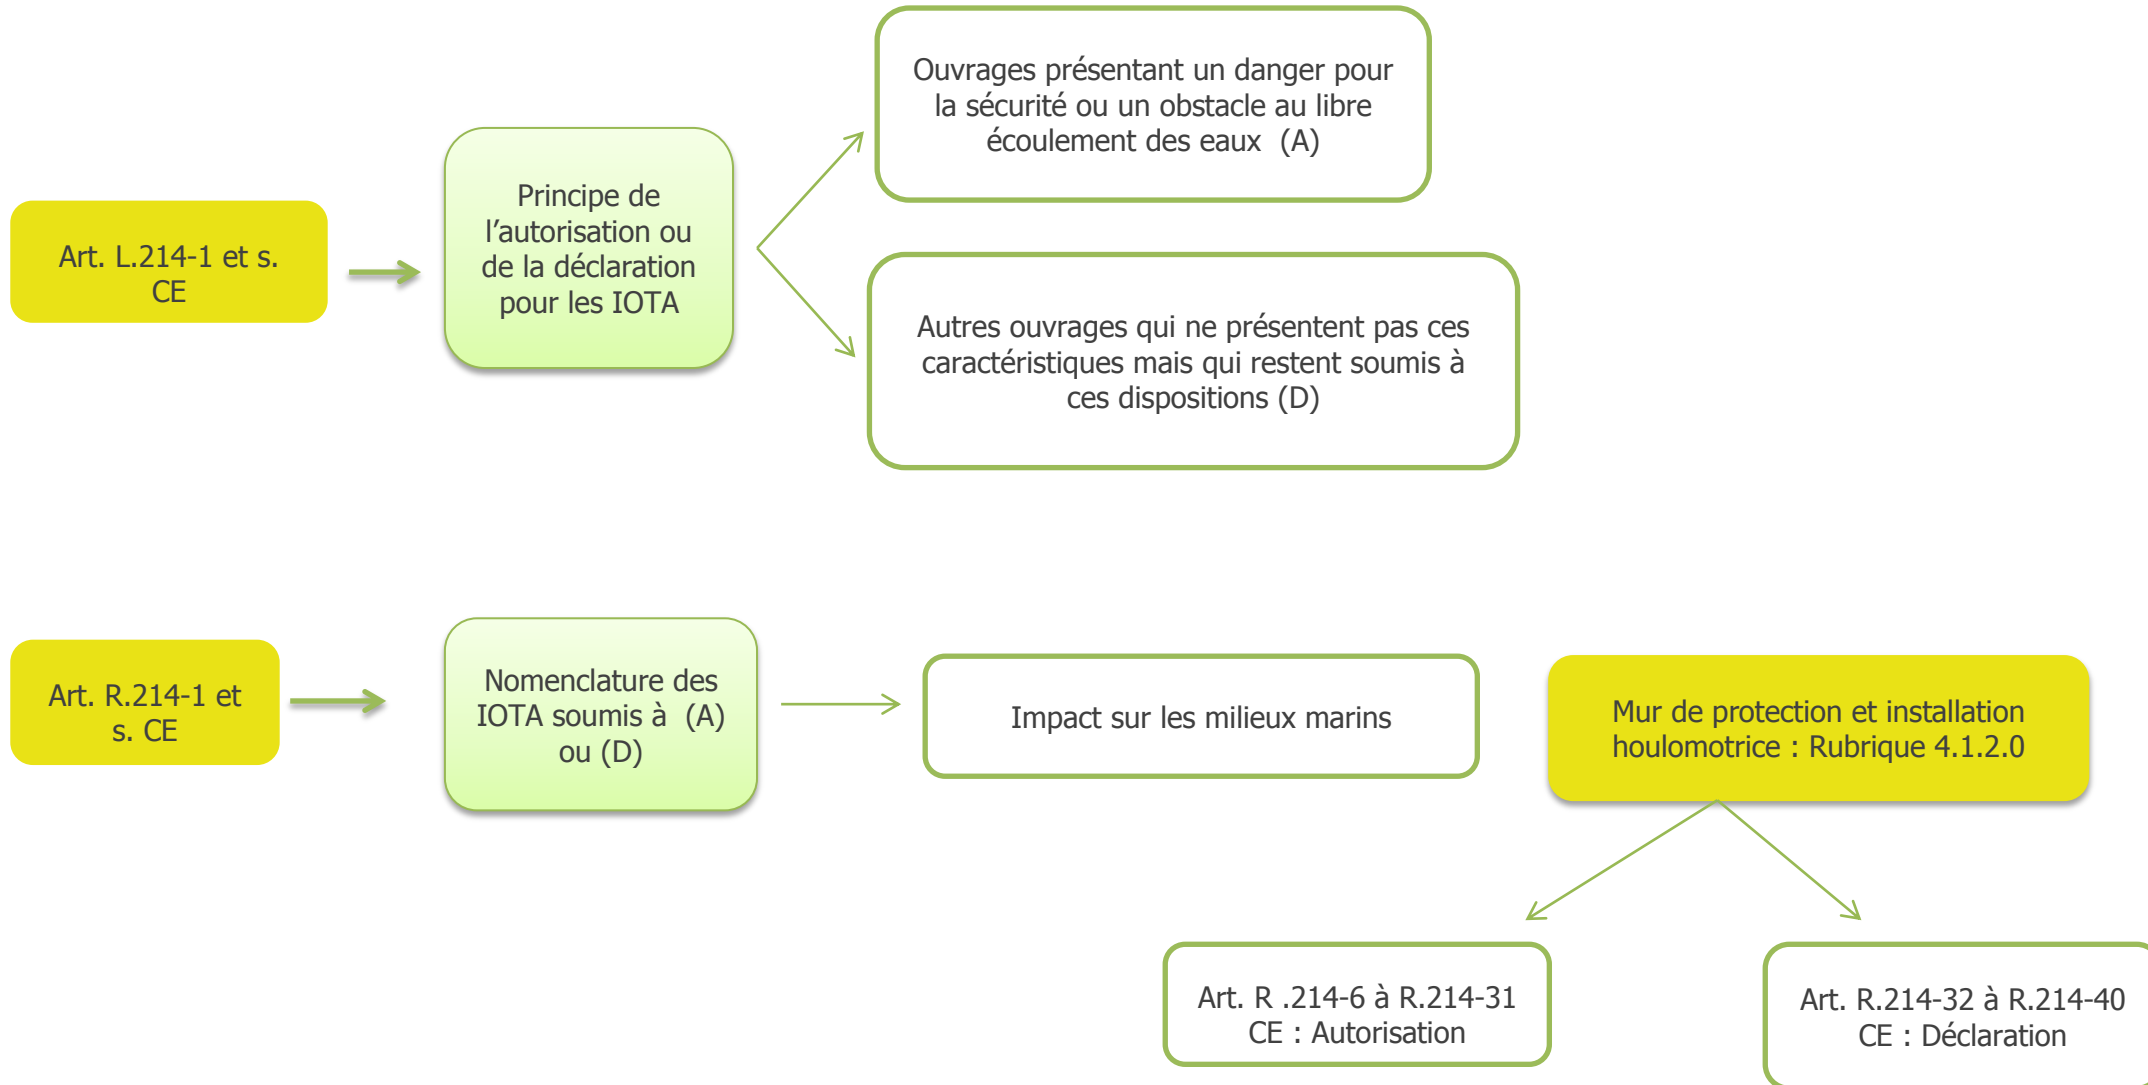 Ouvrages présentant un danger pour
la sécurité ou un obstacle au libre
écoulement des eaux  (A)
Art. L.214-1 et s.
CE
Principe de
l’autorisation ou
de la déclaration
pour les IOTA
Autres ouvrages qui ne présentent pas ces
caractéristiques mais qui restent soumis à
ces dispositions (D)
Art. R.214-1 et
s. CE
Nomenclature des
IOTA soumis à  (A)
ou (D)
Impact sur les milieux marins
Mur de protection et installation
houlomotrice : Rubrique 4.1.2.0
Art. R .214-6 à R.214-31
CE : Autorisation
Art. R.214-32 à R.214-40
CE : Déclaration